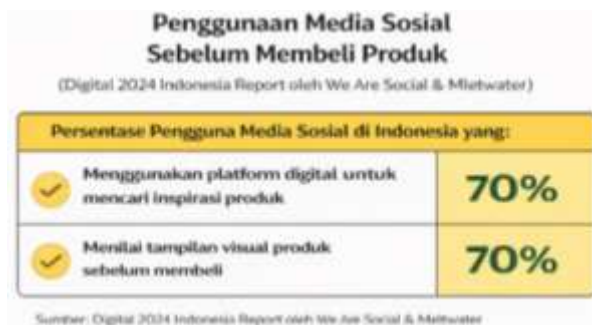 Penggunaan Media Sosial
Sebelum Membeli Produk
(Digital 2024 Indonesia Report oleh We Are Social & Mletwater)
Persentase Pengguna Media Sosial di Indonesia yang:
Menggunakan platform digital untuk
mencari inspirasi produk
70%
Menilai tampilan visual produk
sebelum membeli
70%
Sumber: Digital 2024 Indonesia Report oleh We Are Social & Meltwater